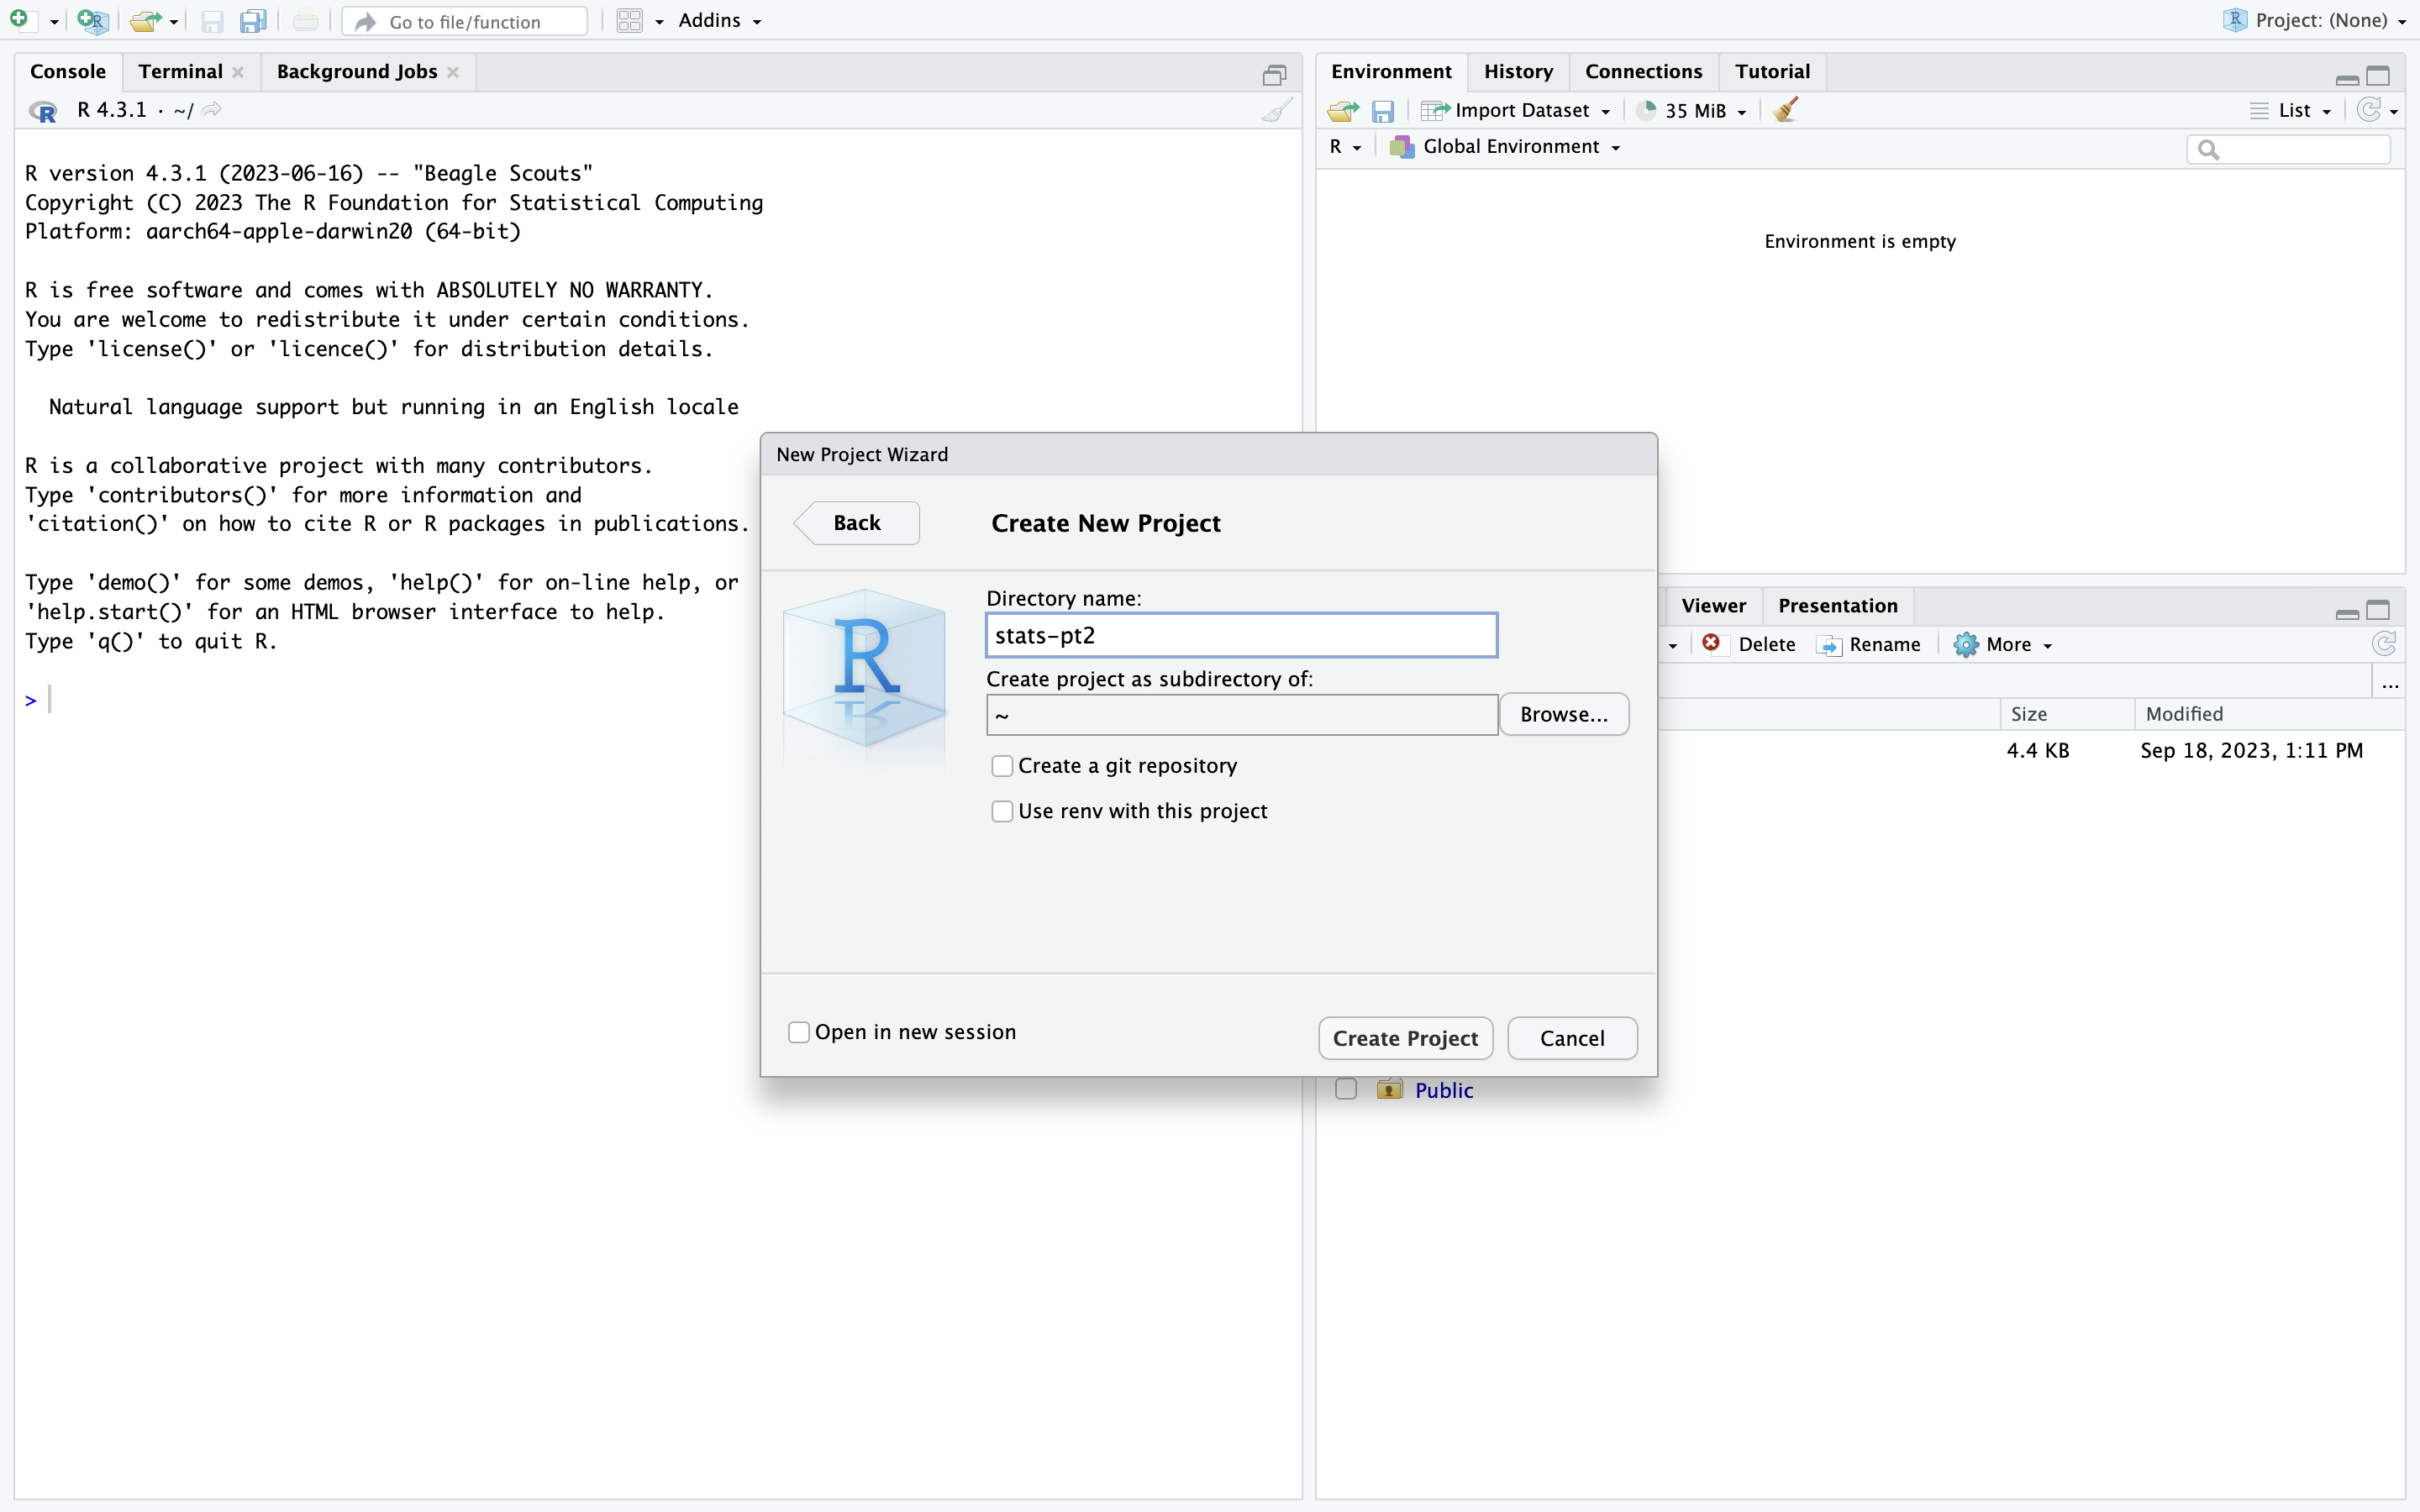 Go to file/function
Addins
Project: (None)
Console
Terminal
Background Jobs
R 4.3.1 · ~/
R version 4.3.1 (2023-06-16) -- "Beagle Scouts"
Copyright (C) 2023 The R Foundation for Statistical Computing
Platform: aarch64-apple-darwin20 (64-bit)
R is free software and comes with ABSOLUTELY NO WARRANTY.
You are welcome to redistribute it under certain conditions.
Type 'license()' or 'licence()' for distribution details.
Natural language support but running in an English locale
R is a collaborative project with many contributors.
Type 'contributors()' for more information and
'citation()' on how to cite R or R packages in publications.
Type 'demo()' for some demos, 'help()' for on-line help, or
'help.start()' for an HTML browser interface to help.
Type 'q()' to quit R.
>
Environment
History
Connections
Tutorial
Import Dataset
35 MiB
List
R
Global Environment
Environment is empty
Viewer
Presentation
Delete
Rename
More
...
Size
Modified
4.4 KB
Sep 18, 2023, 1:11 PM
Public
New Project Wizard
Back
Create New Project
R
Directory name:
stats-pt2
Create project as subdirectory of:
~
Browse...
Create a git repository
Use renv with this project
Open in new session
Create Project
Cancel